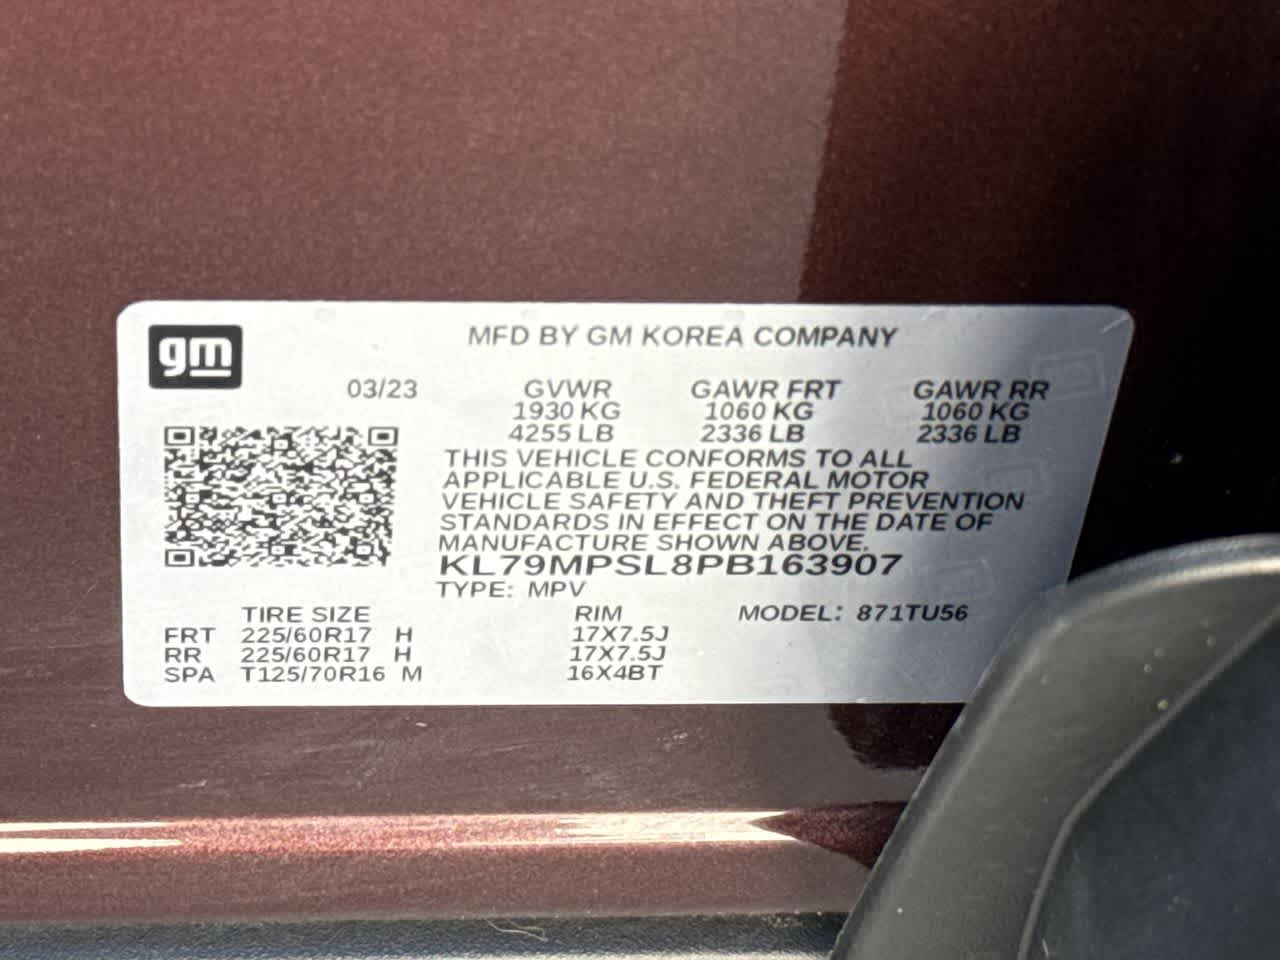 gm
MFD BY GM KOREA COMPANY
03/23 GVWR GAWR FRT GAWR RR
1930 KG 1060 KG 1060 KG
4255 LB 2336 LB 2336 LB
THIS VEHICLE CONFORMS TO ALL
APPLICABLE U.S. FEDERAL MOTOR
VEHICLE SAFETY AND THEFT PREVENTION
STANDARDS IN EFFECT ON THE DATE OF
MANUFACTURE SHOWN ABOVE.
KL79MPSL8PB163907
TYPE: MPV
TIRE SIZE RIM MODEL: 871TU56
FRT 225/60R17 H 17X7.5J
RR 225/60R17 H 17X7.5J
SPA T125/70R16 M 16X4BT